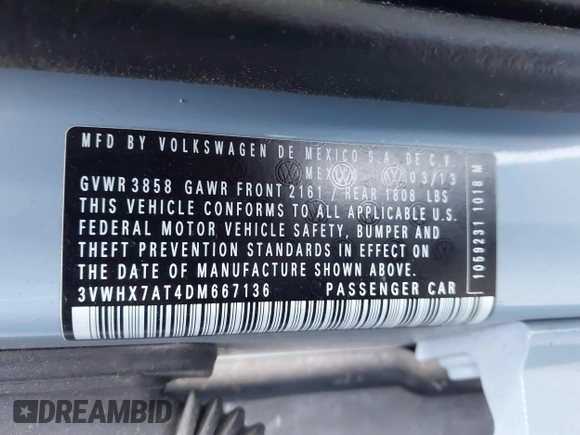 MFD BY VOLKSWAGEN DE MEXICO S.A. DE C.V.
MEX 03/13
GVWR 3858 GAWR FRONT 2161 / REAR 1808 LBS
THIS VEHICLE CONFORMS TO ALL APPLICABLE U.S.
FEDERAL MOTOR VEHICLE SAFETY, BUMPER AND
THEFT PREVENTION STANDARDS IN EFFECT ON
THE DATE OF MANUFACTURE SHOWN ABOVE
3VWHX7AT4DM667136 PASSENGER CAR
1059231 1018 M
DREAMBID